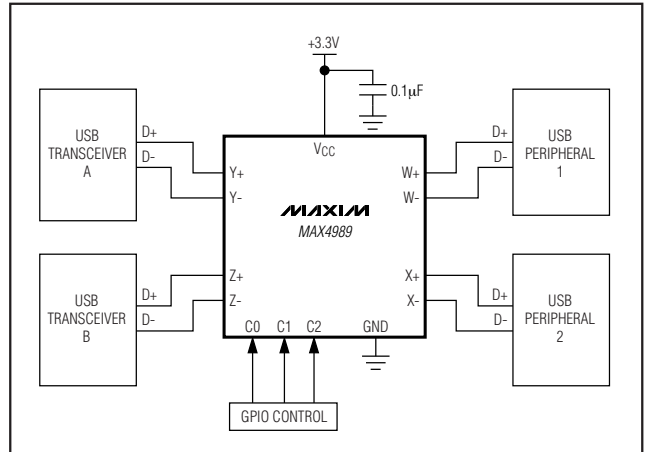 +3.3V
0.1µF
USB
TRANSCEIVER
A
D+
D-
VCC
Y+
Y-
W+
W-
D+
D-
USB
PERIPHERAL
1
MAXIM
MAX4989
USB
TRANSCEIVER
B
D+
D-
Z+
Z-
X+
X-
D+
D-
USB
PERIPHERAL
2
C0 C1 C2 GND
GPIO CONTROL